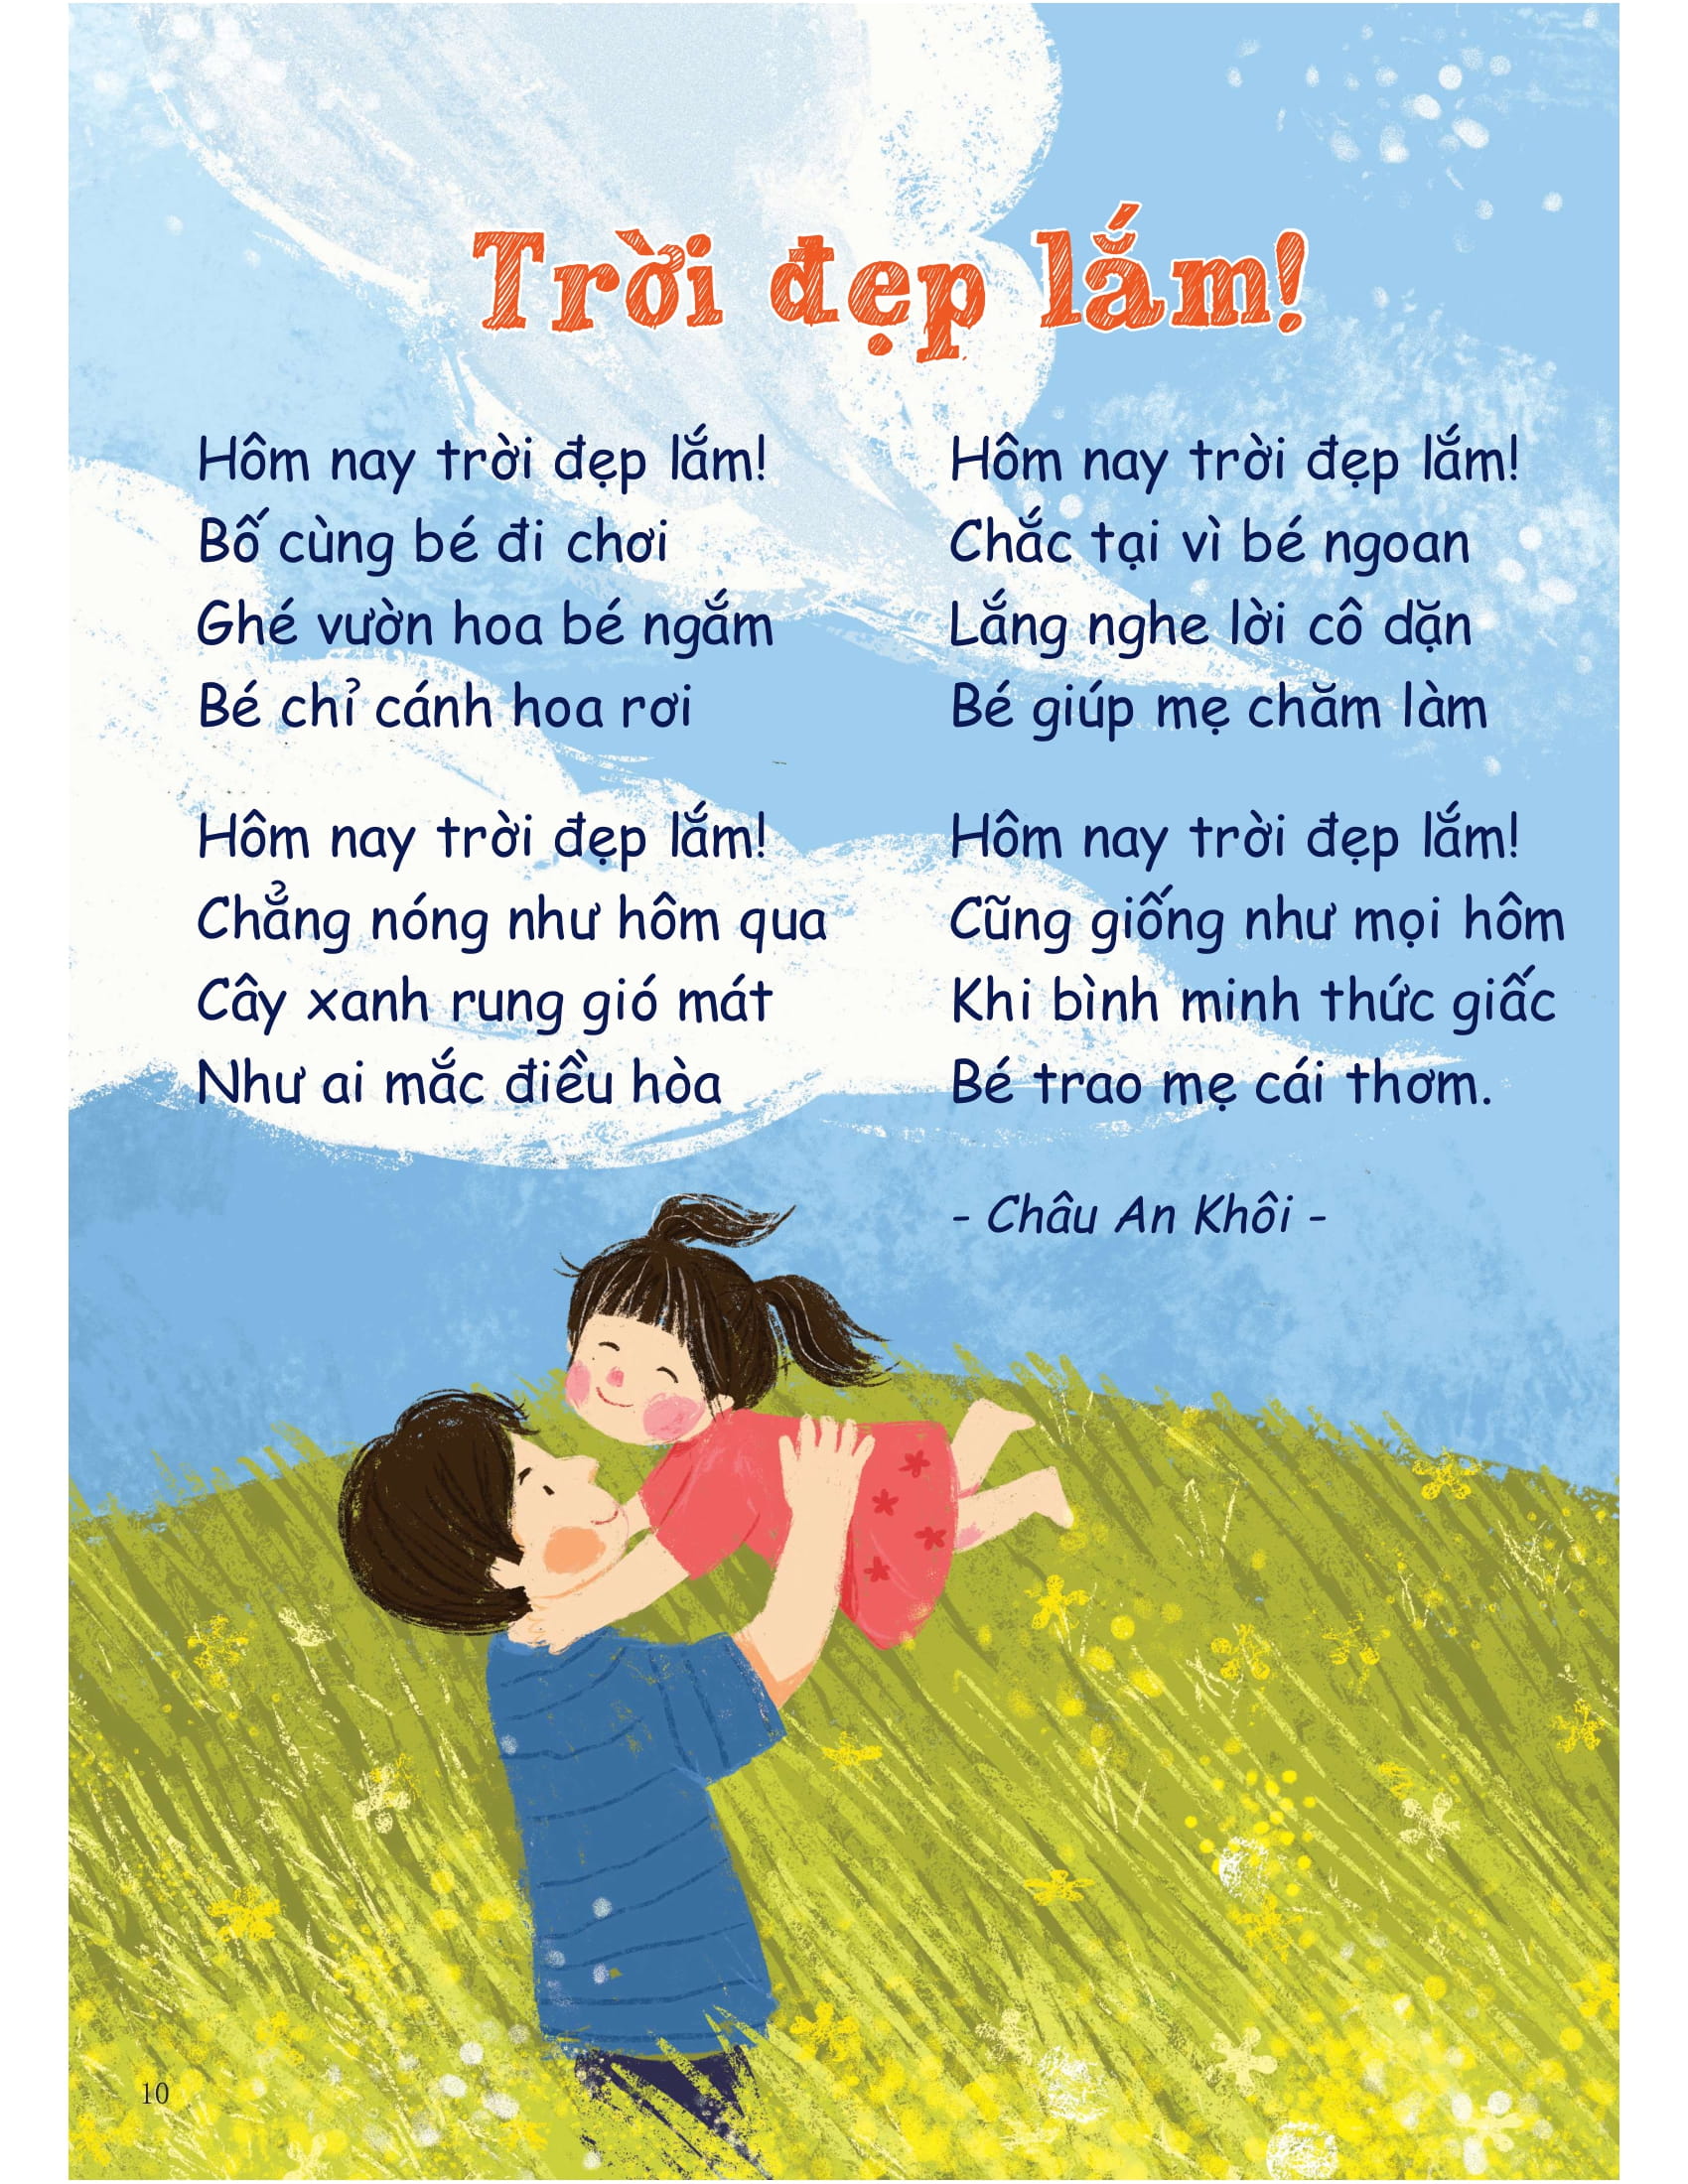 Trời đẹp lắm!
Hôm nay trời đẹp lắm!
Bố cùng bé đi chơi
Ghé vườn hoa bé ngắm
Bé chỉ cánh hoa rơi
Hôm nay trời đẹp lắm!
Chẳng nóng như hôm qua
Cây xanh rung gió mát
Như ai mắc điều hòa
Hôm nay trời đẹp lắm!
Chắc tại vì bé ngoan
Lắng nghe lời cô dặn
Bé giúp mẹ chăm làm
Hôm nay trời đẹp lắm!
Cũng giống như mọi hôm
Khi bình minh thức giấc
Bé trao mẹ cái thơm.
- Châu An Khôi -
10